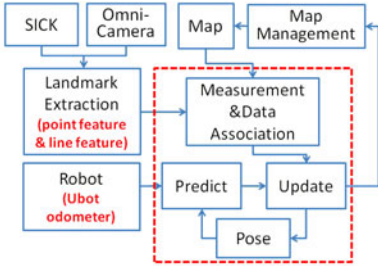 SICK
Omni-
Camera
Map
Map
Management
Landmark
Extraction
(point feature
& line feature)
Measurement
&Data
Association
Robot
(Ubot
odometer)
Predict
Update
Pose